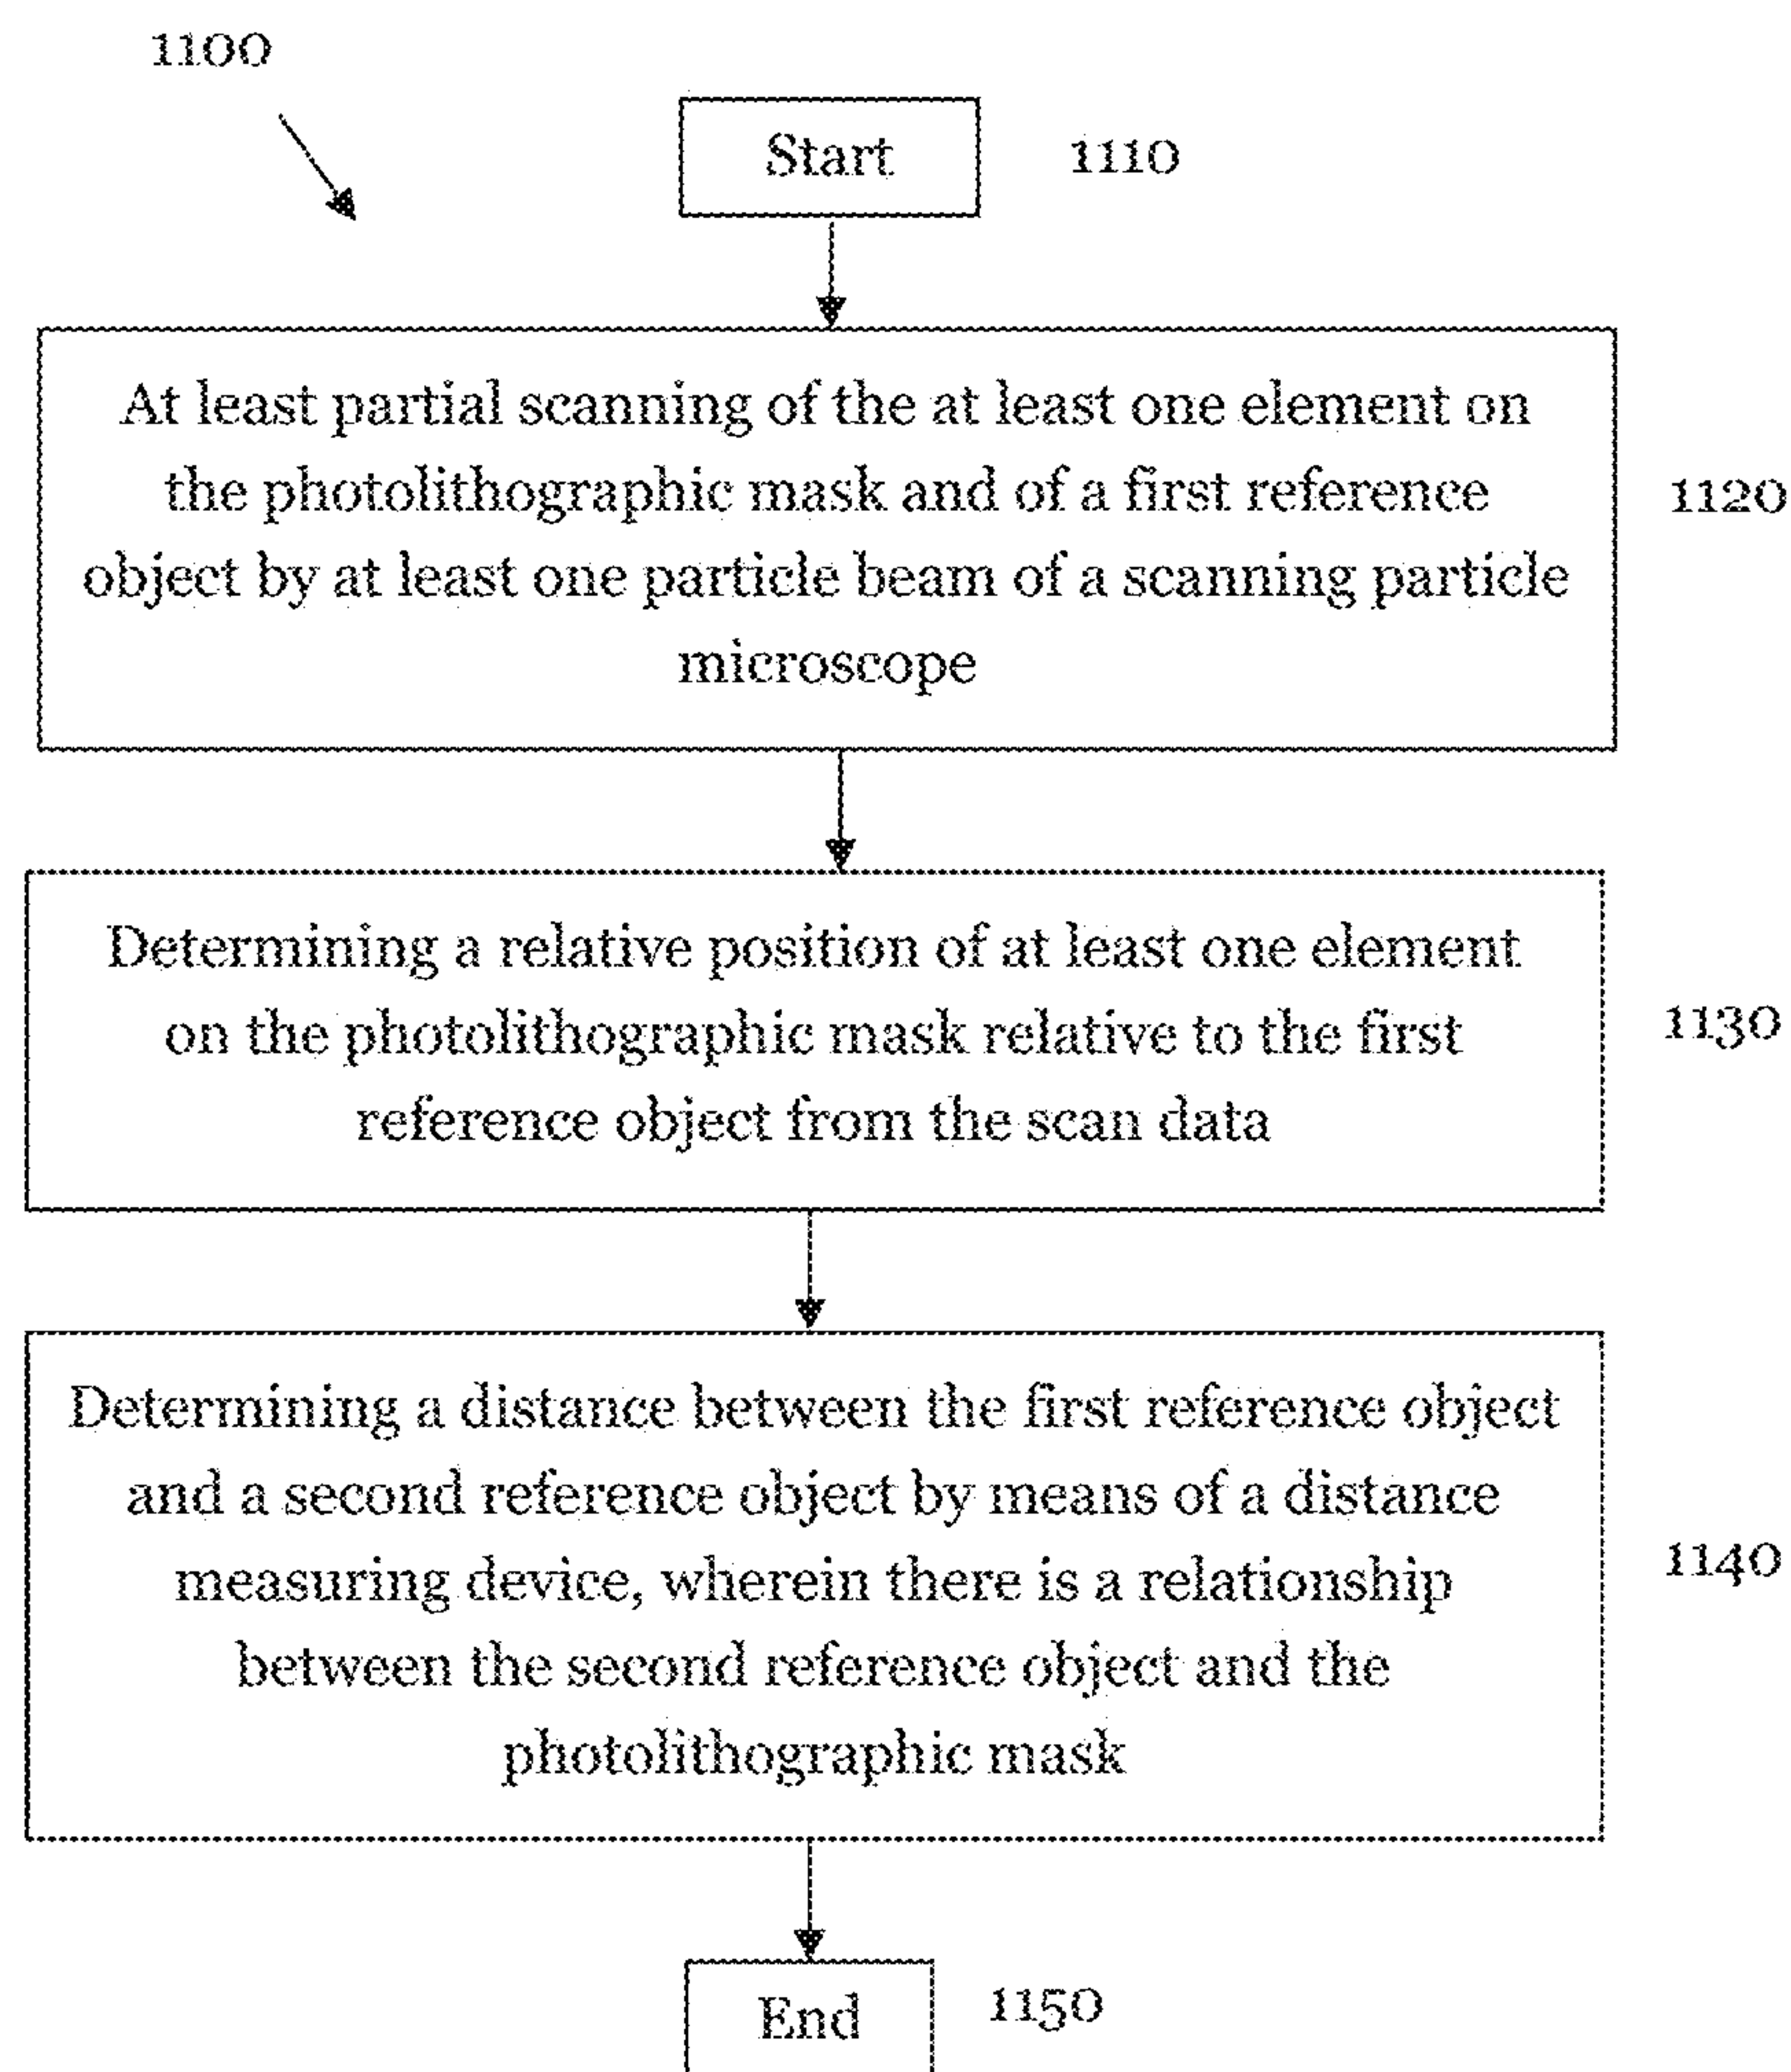 1100
Start 1110
At least partial scanning of the at least one element on
the photolithographic mask and of a first reference
object by at least one particle beam of a scanning particle
microscope
1120
Determining a relative position of at least one element
on the photolithographic mask relative to the first
reference object from the scan data
1130
Determining a distance between the first reference object
and a second reference object by means of a distance
measuring device, wherein there is a relationship
between the second reference object and the
photolithographic mask
1140
End 1150